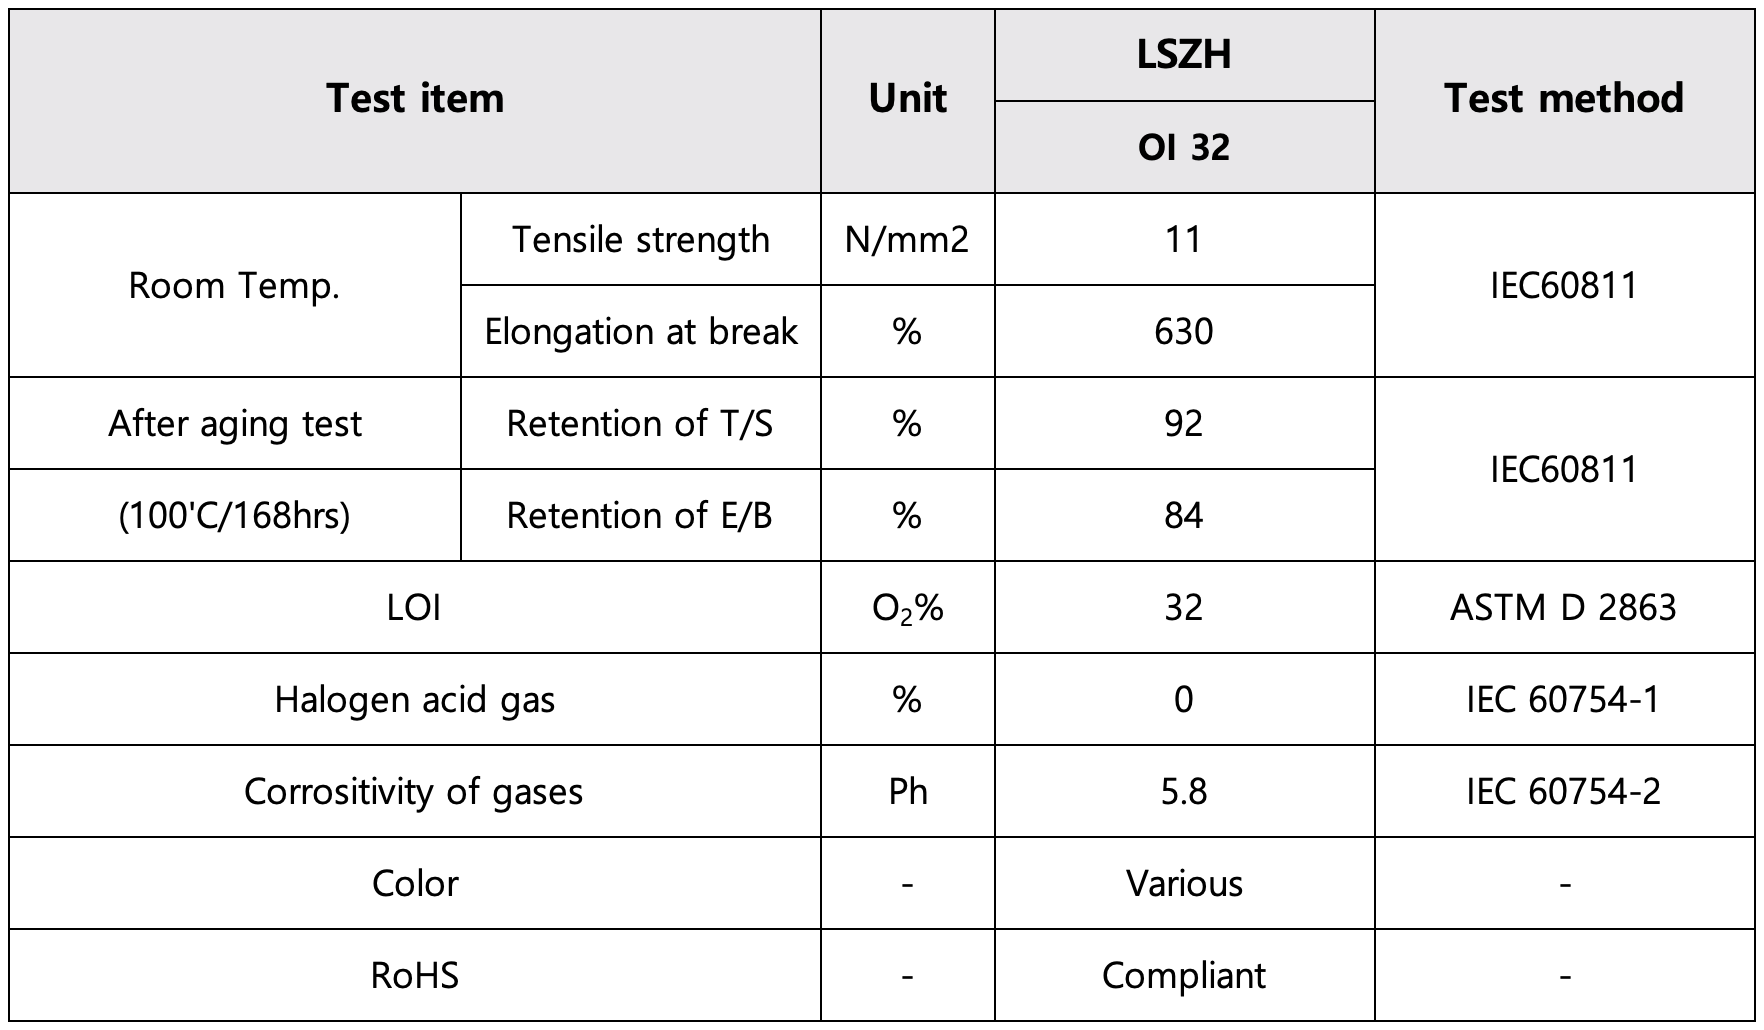 Test item Unit LSZH Test method
OI 32
Room Temp. Tensile strength N/mm2 11 IEC60811
Elongation at break % 630
After aging test Retention of T/S % 92 IEC60811
(100'C/168hrs) Retention of E/B % 84
LOI O₂% 32 ASTM D 2863
Halogen acid gas % 0 IEC 60754-1
Corrositivity of gases Ph 5.8 IEC 60754-2
Color - Various -
RoHS - Compliant -